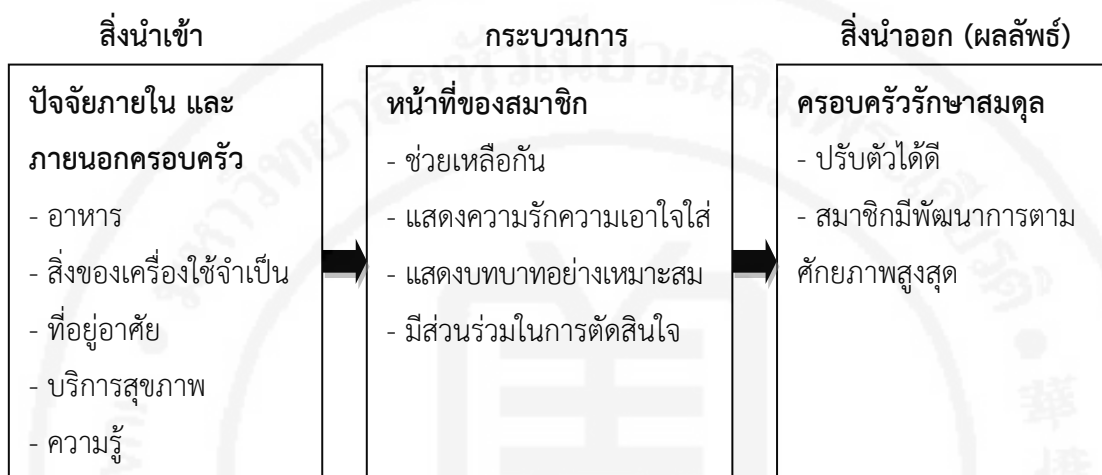 สิ่งนำเข้า
ปัจจัยภายใน และ
ภายนอกครอบครัว
- อาหาร
- สิ่งของเครื่องใช้จำเป็น
- ที่อยู่อาศัย
- บริการสุขภาพ
- ความรู้
กระบวนการ
หน้าที่ของสมาชิก
- ช่วยเหลือกัน
- แสดงความรักความเอาใจใส่
- แสดงบทบาทอย่างเหมาะสม
- มีส่วนร่วมในการตัดสินใจ
สิ่งนำออก (ผลลัพธ์)
ครอบครัวรักษาสมดุล
- ปรับตัวได้ดี
- สมาชิกมีพัฒนาการตาม
ศักยภาพสูงสุด